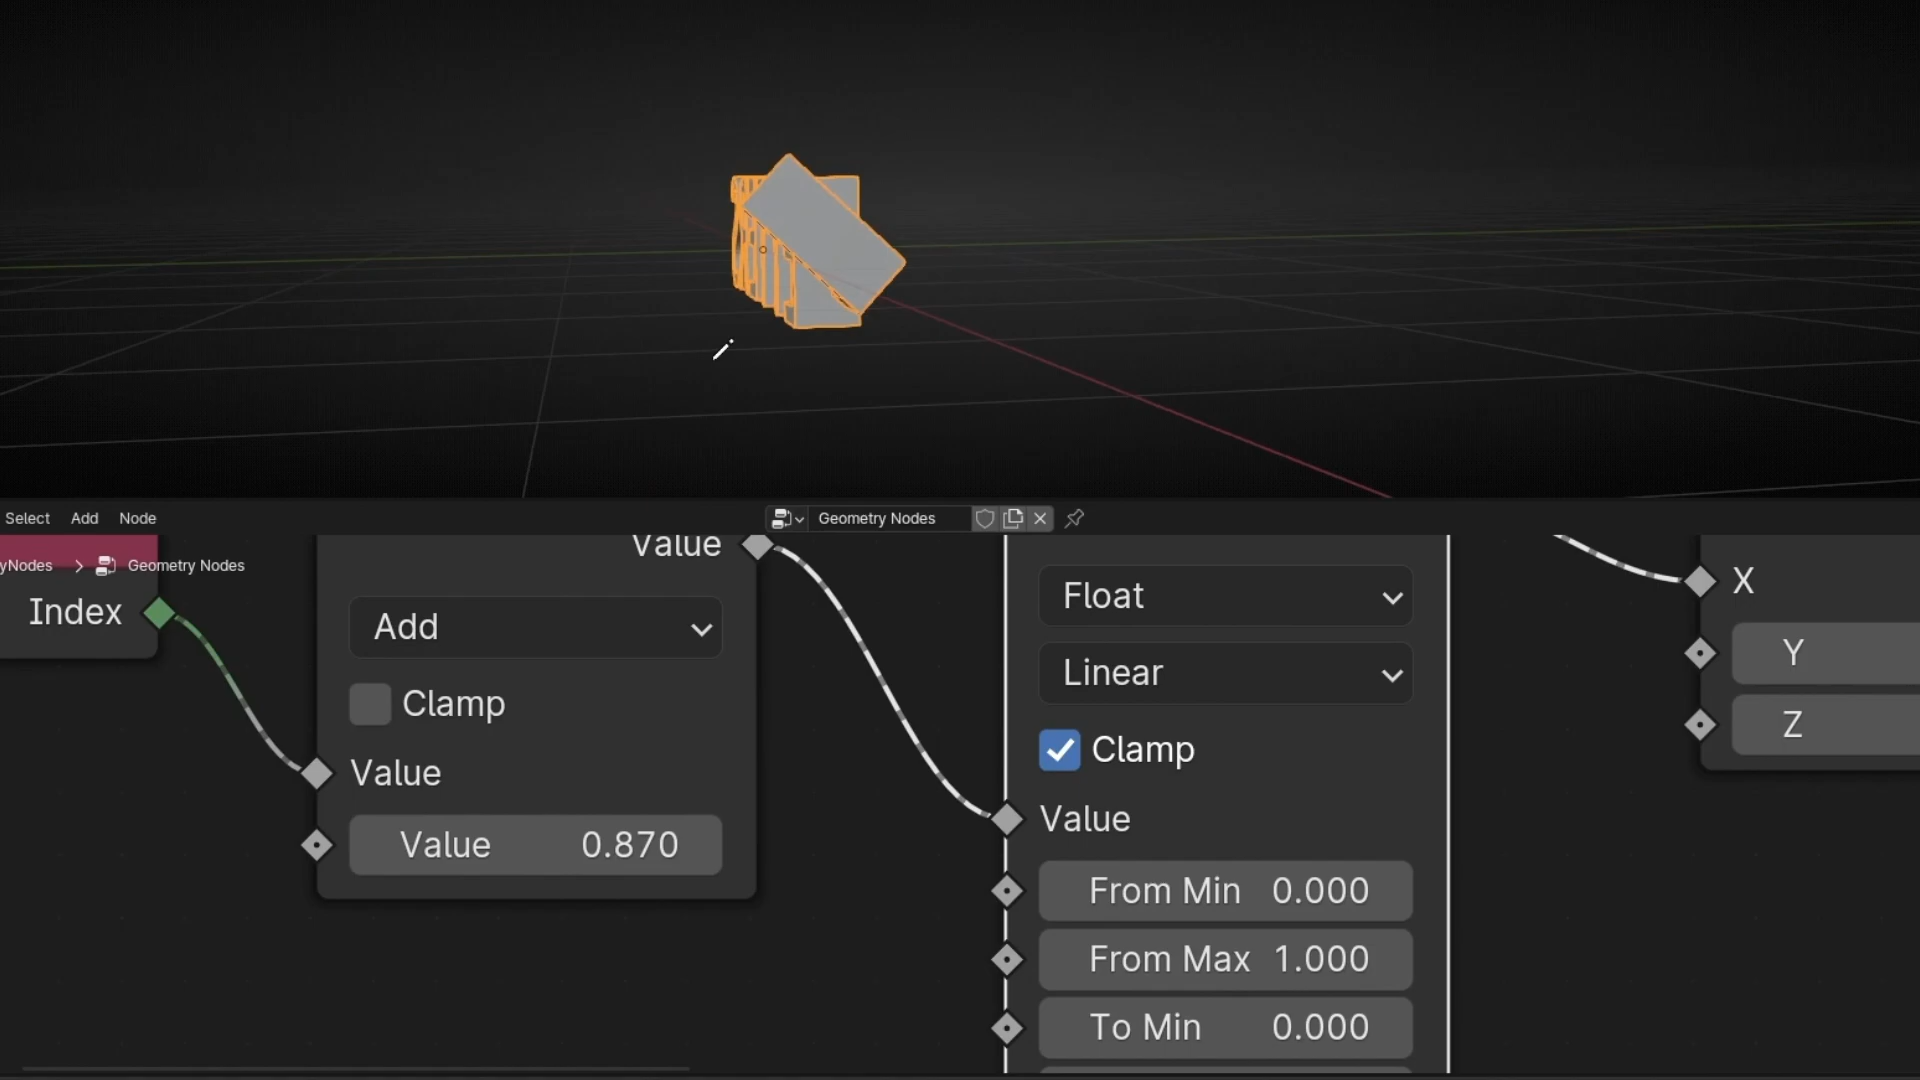 Select Add Node
Geometry Nodes
yNodes > Geometry Nodes
Index
Value
Add
Clamp
Value
Value 0.870
Float
Linear
Clamp
Value
From Min 0.000
From Max 1.000
To Min 0.000
X
Y
Z